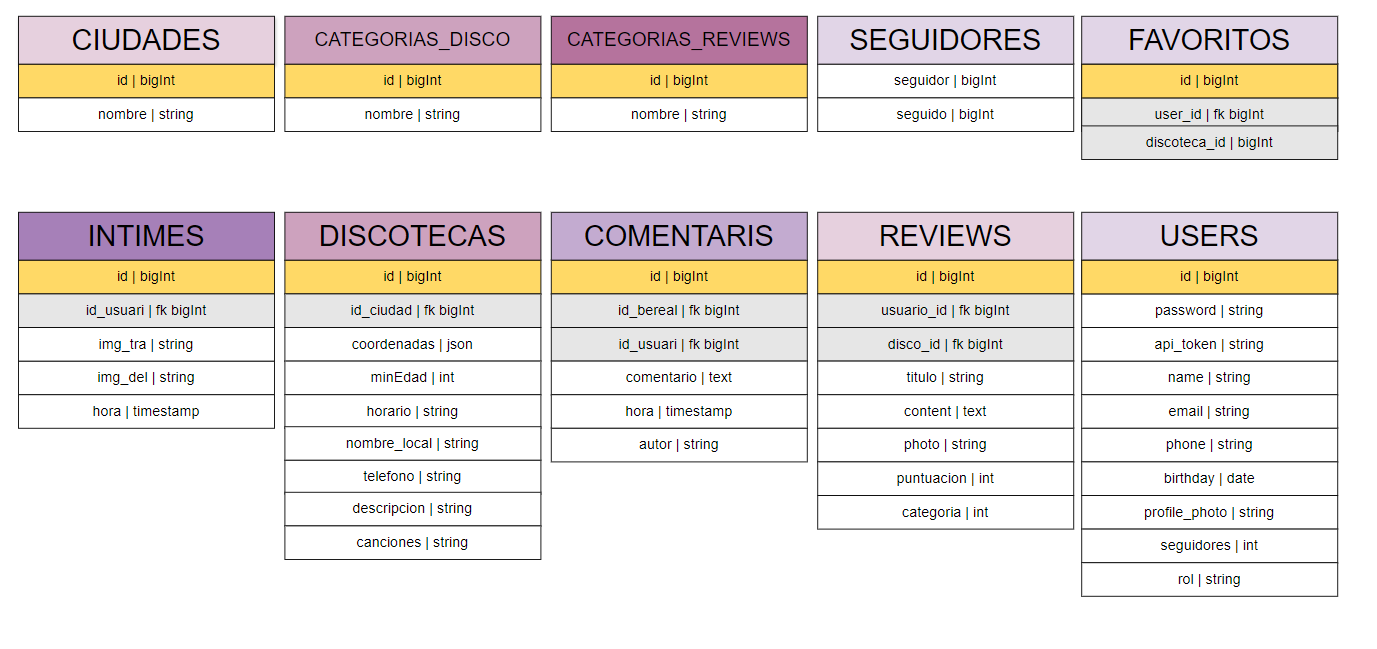 CIUDADES
id | bigInt
nombre | string
CATEGORIAS_DISCO
id | bigInt
nombre | string
CATEGORIAS_REVIEWS
id | bigInt
nombre | string
SEGUIDORES
seguidor | bigInt
seguido | bigInt
FAVORITOS
id | bigInt
user_id | fk bigInt
discoteca_id | bigInt
INTIMES
id | bigInt
id_usuari | fk bigInt
img_tra | string
img_del | string
hora | timestamp
DISCOTECAS
id | bigInt
id_ciudad | fk bigInt
coordenadas | json
minEdad | int
horario | string
nombre_local | string
telefono | string
descripcion | string
canciones | string
COMENTARIS
id | bigInt
id_bereal | fk bigInt
id_usuari | fk bigInt
comentario | text
hora | timestamp
autor | string
REVIEWS
id | bigInt
usuario_id | fk bigInt
disco_id | fk bigInt
titulo | string
content | text
photo | string
puntuacion | int
categoria | int
USERS
id | bigInt
password | string
api_token | string
name | string
email | string
phone | string
birthday | date
profile_photo | string
seguidores | int
rol | string